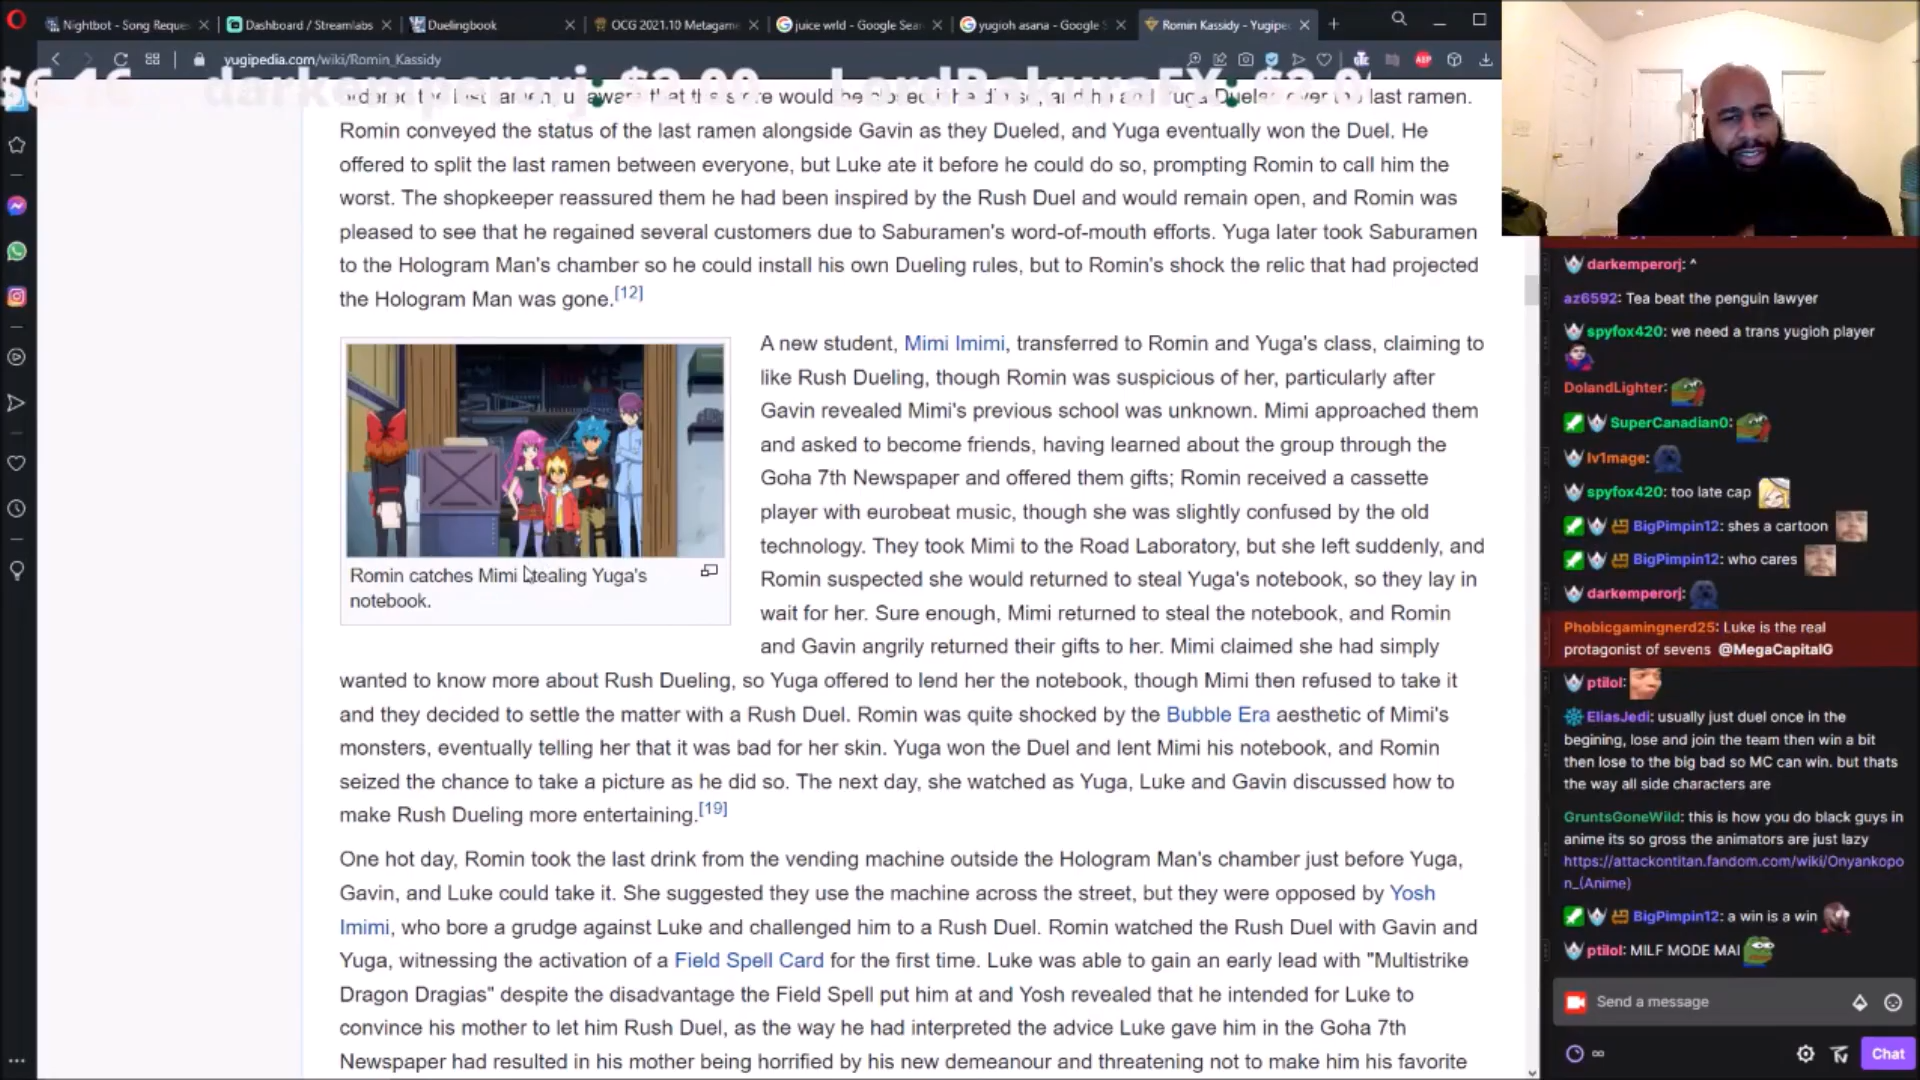 Nightbot - Song Reques
Dashboard / Streamlabs
Duelingbook
OCG 2021.10 Metagame
juice wrld - Google Sear
yugioh asana - Google S
Romin Kassidy - Yugipe
yugipedia.com/wiki/Romin_Kassidy
$6.16 darkemperorj: $2.00 LordBakuraFX: $2.0
last ramen.
Romin conveyed the status of the last ramen alongside Gavin as they Dueled, and Yuga eventually won the Duel. He
offered to split the last ramen between everyone, but Luke ate it before he could do so, prompting Romin to call him the
worst. The shopkeeper reassured them he had been inspired by the Rush Duel and would remain open, and Romin was
pleased to see that he regained several customers due to Saburamen's word-of-mouth efforts. Yuga later took Saburamen
to the Hologram Man's chamber so he could install his own Dueling rules, but to Romin's shock the relic that had projected
the Hologram Man was gone.[12]
A new student, Mimi Imimi, transferred to Romin and Yuga's class, claiming to
like Rush Dueling, though Romin was suspicious of her, particularly after
Gavin revealed Mimi's previous school was unknown. Mimi approached them
and asked to become friends, having learned about the group through the
Goha 7th Newspaper and offered them gifts; Romin received a cassette
player with eurobeat music, though she was slightly confused by the old
technology. They took Mimi to the Road Laboratory, but she left suddenly, and
Romin suspected she would returned to steal Yuga's notebook, so they lay in
wait for her. Sure enough, Mimi returned to steal the notebook, and Romin
and Gavin angrily returned their gifts to her. Mimi claimed she had simply
Romin catches Mimi stealing Yuga's
notebook.
wanted to know more about Rush Dueling, so Yuga offered to lend her the notebook, though Mimi then refused to take it
and they decided to settle the matter with a Rush Duel. Romin was quite shocked by the Bubble Era aesthetic of Mimi's
monsters, eventually telling her that it was bad for her skin. Yuga won the Duel and lent Mimi his notebook, and Romin
seized the chance to take a picture as he did so. The next day, she watched as Yuga, Luke and Gavin discussed how to
make Rush Dueling more entertaining.[19]
One hot day, Romin took the last drink from the vending machine outside the Hologram Man's chamber just before Yuga,
Gavin, and Luke could take it. She suggested they use the machine across the street, but they were opposed by Yosh
Imimi, who bore a grudge against Luke and challenged him to a Rush Duel. Romin watched the Rush Duel with Gavin and
Yuga, witnessing the activation of a Field Spell Card for the first time. Luke was able to gain an early lead with "Multistrike
Dragon Dragias" despite the disadvantage the Field Spell put him at and Yosh revealed that he intended for Luke to
convince his mother to let him Rush Duel, as the way he had interpreted the advice Luke gave him in the Goha 7th
Newspaper had resulted in his mother being horrified by his new demeanour and threatening not to make him his favorite
darkemperorj: ^
az6592: Tea beat the penguin lawyer
spyfox420: we need a trans yugioh player
DolandLighter:
SuperCanadian0:
lv1mage:
spyfox420: too late cap
BigPimpin12: shes a cartoon
BigPimpin12: who cares
darkemperorj:
Phobicgamingnerd25: Luke is the real
protagonist of sevens @MegaCapitalG
ptilol:
EliasJedi: usually just duel once in the
begining, lose and join the team then win a bit
then lose to the big bad so MC can win. but thats
the way all side characters are
GruntsGoneWild: this is how you do black guys in
anime its so gross the animators are just lazy
https://attackontitan.fandom.com/wiki/Onyankopo
n_(Anime)
BigPimpin12: a win is a win
ptilol: MILF MODE MAI
Send a message
∞
Chat